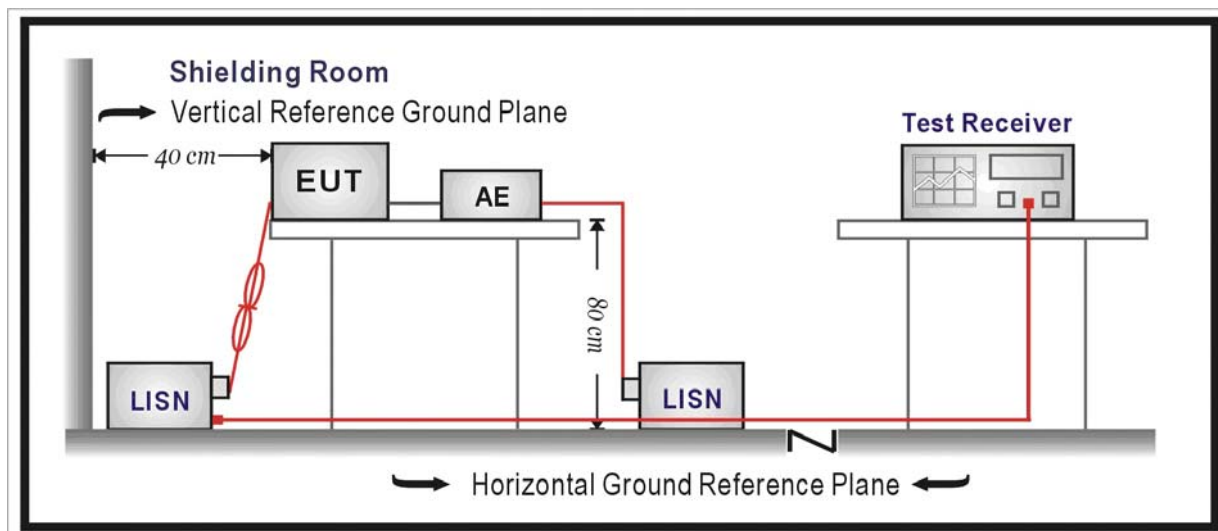 Shielding Room
Vertical Reference Ground Plane
Test Receiver
40 cm
EUT
AE
80 cm
LISN
LISN
Horizontal Ground Reference Plane